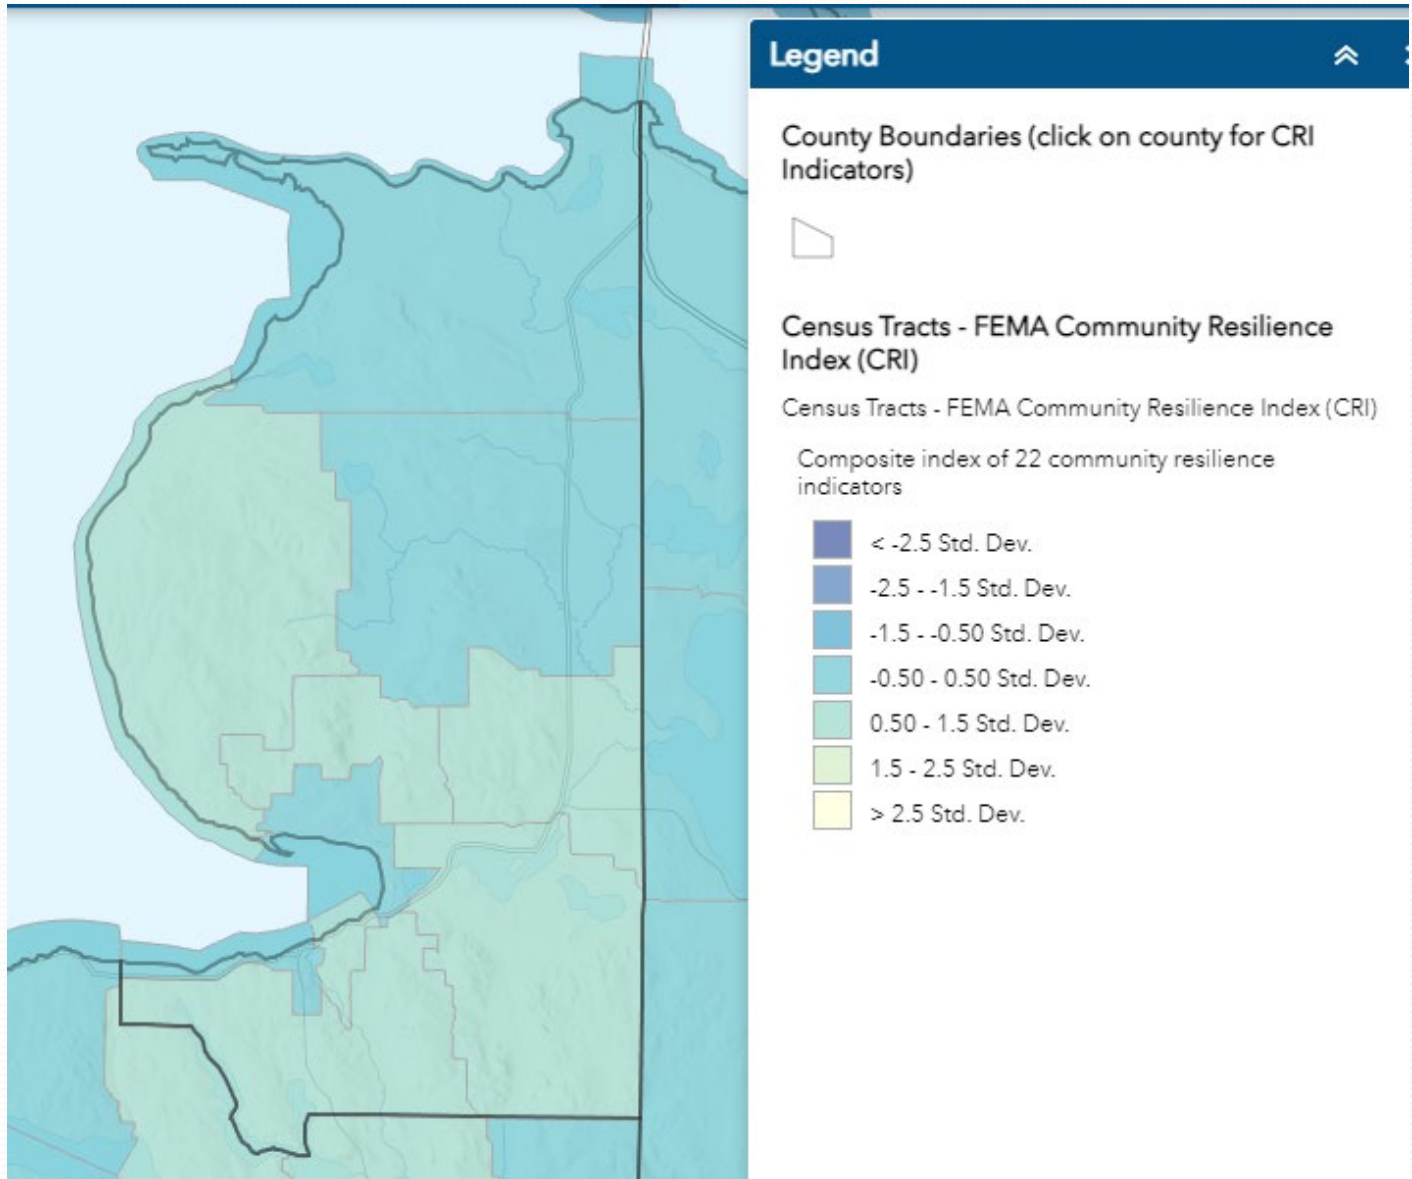 Legend
County Boundaries (click on county for CRI
Indicators)
Census Tracts - FEMA Community Resilience
Index (CRI)
Census Tracts - FEMA Community Resilience Index (CRI)
Composite index of 22 community resilience
indicators
< -2.5 Std. Dev.
-2.5 - -1.5 Std. Dev.
-1.5 - -0.50 Std. Dev.
-0.50 - 0.50 Std. Dev.
0.50 - 1.5 Std. Dev.
1.5 - 2.5 Std. Dev.
> 2.5 Std. Dev.